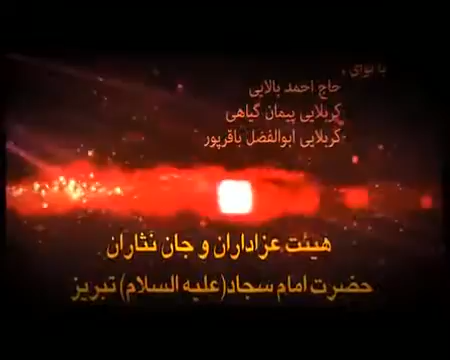 با نوای :
حاج احمد بالایی
کربلایی پیمان گیاهی
کربلایی ابوالفضل باقرپور
هیئت عزاداران و جان نثاران
حضرت امام سجاد(علیه السلام) تبریز